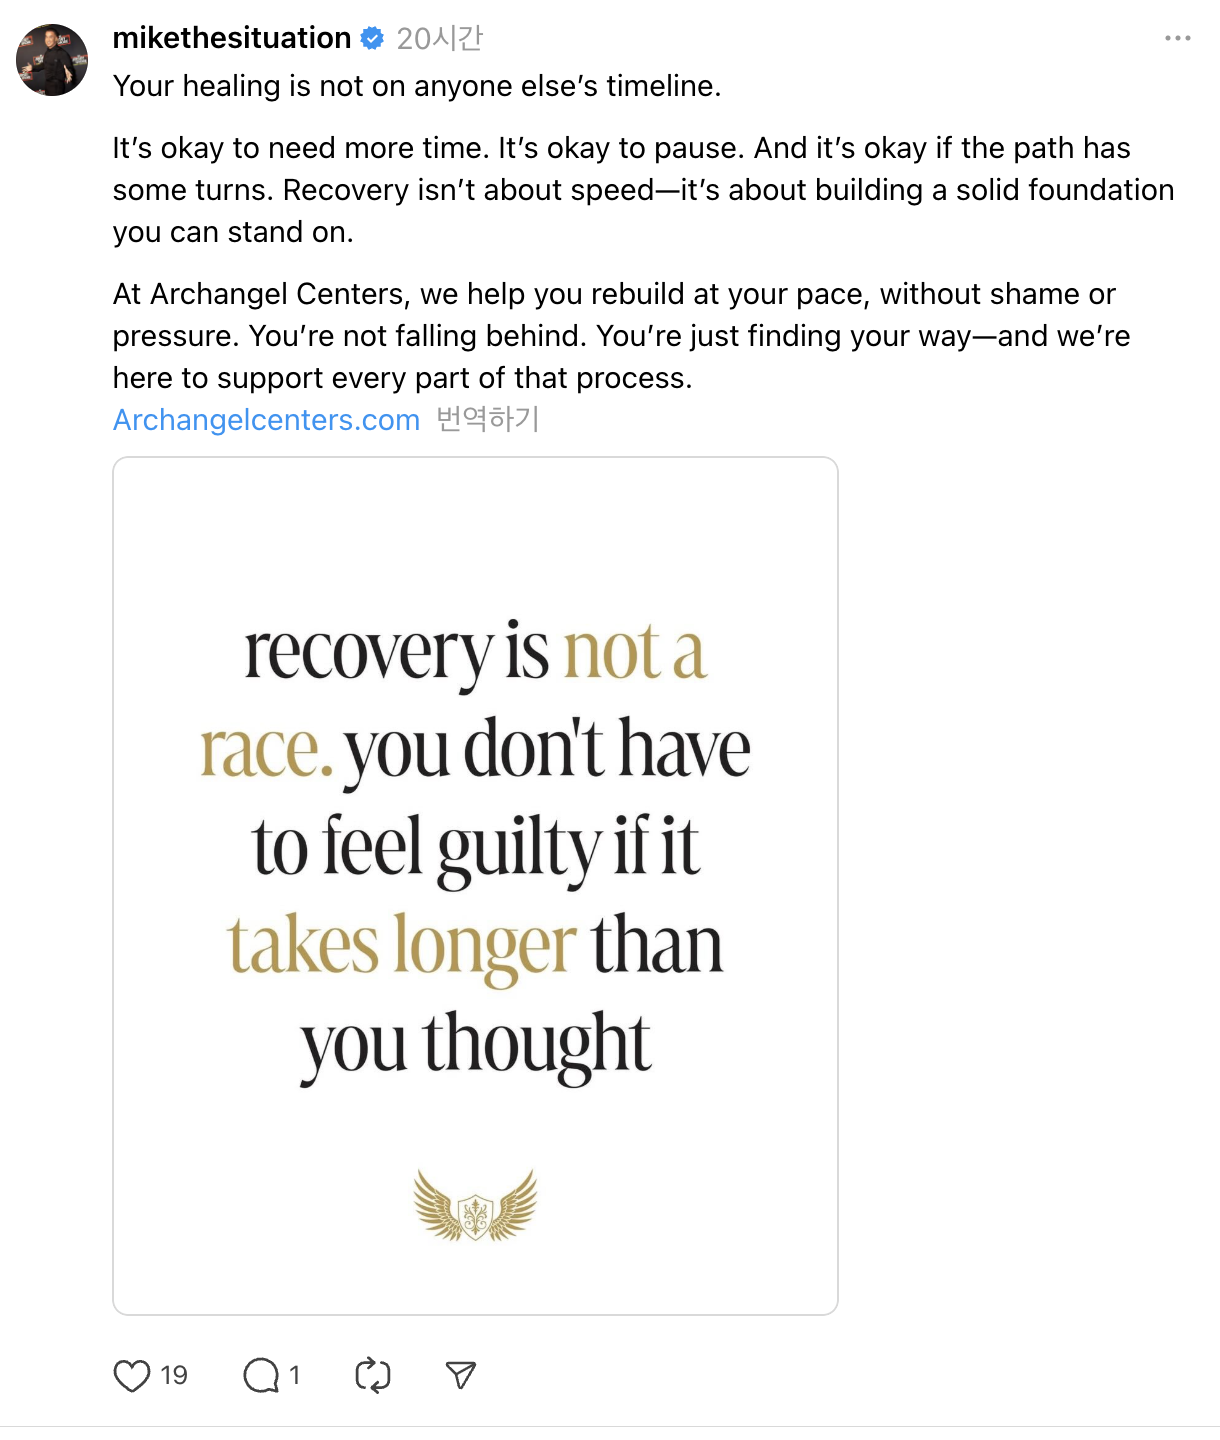 mikethesituation 20시간
Your healing is not on anyone else’s timeline.
It’s okay to need more time. It’s okay to pause. And it’s okay if the path has
some turns. Recovery isn’t about speed—it’s about building a solid foundation
you can stand on.
At Archangel Centers, we help you rebuild at your pace, without shame or
pressure. You’re not falling behind. You’re just finding your way—and we’re
here to support every part of that process.
Archangelcenters.com 번역하기
recovery is not a
race. you don't have
to feel guilty if it
takes longer than
you thought
19 1